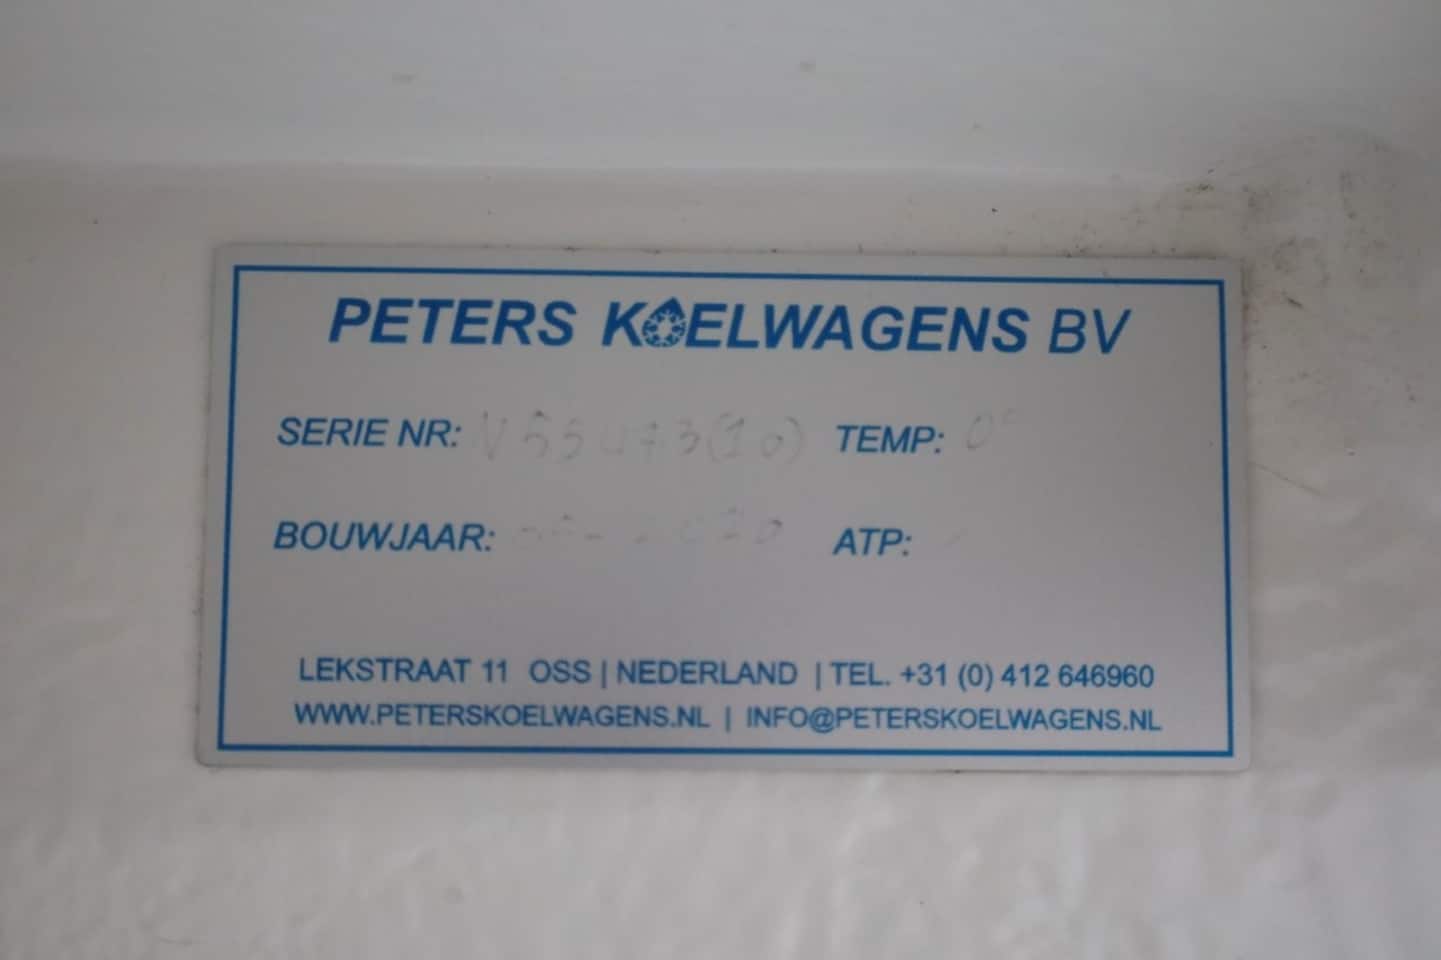 PETERS KOELWAGENS BV
SERIE NR: TEMP: 0°
BOUWJAAR: ATP:
LEKSTRAAT 11 OSS | NEDERLAND | TEL. +31 (0) 412 646960
WWW.PETERSKOELWAGENS.NL | INFO@PETERSKOELWAGENS.NL